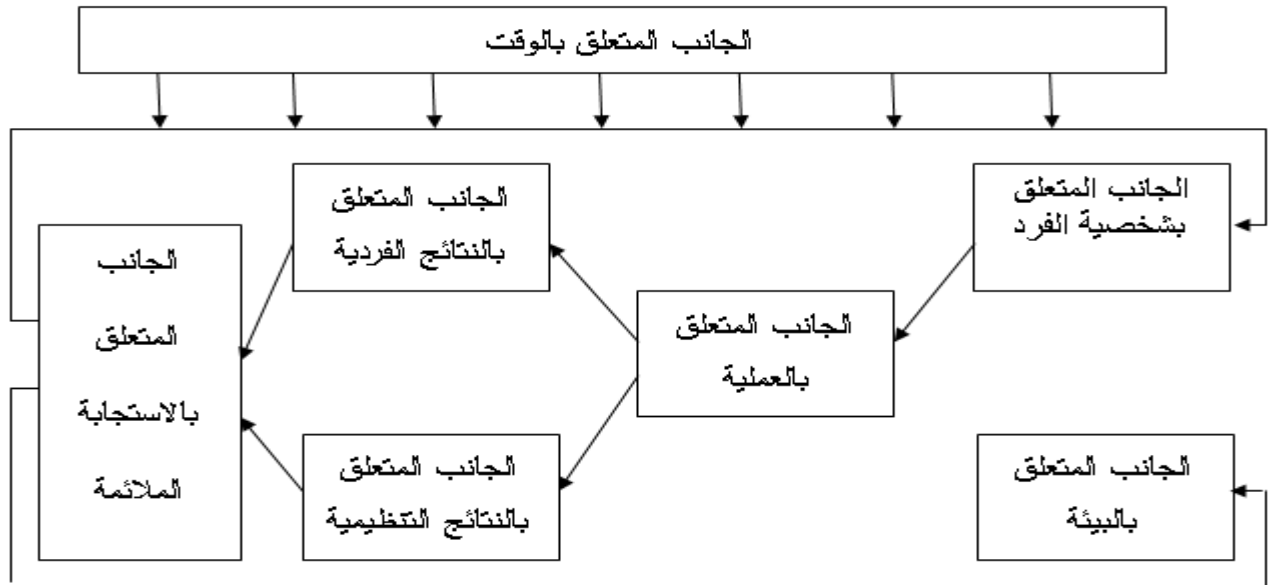 الجانب المتعلق بالوقت
الجانب المتعلق
بشخصية الفرد
الجانب المتعلق
بالنتائج الفردية
الجانب
المتعلق
بالاستجابة
الملائمة
الجانب المتعلق
بالعملية
الجانب المتعلق
بالبيئة
الجانب المتعلق
بالنتائج التنظيمية